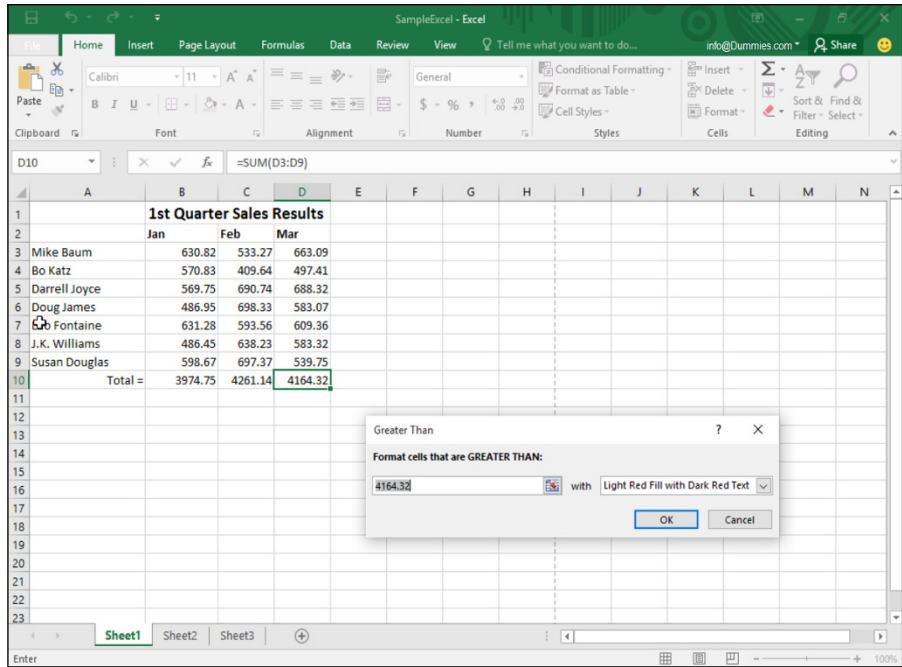 SampleExcel - Excel
File Home Insert Page Layout Formulas Data Review View Tell me what you want to do... info@Dummies.com Share
Paste
Calibri 11 A A
B I U A
General
$ % ,
Conditional Formatting
Format as Table
Cell Styles
Insert
Delete
Format
Σ
Sort & Filter
Find & Select
Clipboard Font Alignment Number Styles Cells Editing
D10 fx =SUM(D3:D9)
A B C D E F G H I J K L M N
1 1st Quarter Sales Results
2 Jan Feb Mar
3 Mike Baum 630.82 533.27 663.09
4 Bo Katz 570.83 409.64 497.41
5 Darrell Joyce 569.75 690.74 688.32
6 Doug James 486.95 698.33 583.07
7 Fontaine 631.28 593.56 609.36
8 J.K. Williams 486.45 638.23 583.32
9 Susan Douglas 598.67 697.37 539.75
10 Total = 3974.75 4261.14 4164.32
11
12
13
14
15
16
17
18
19
20
21
22
23
Greater Than ?
Format cells that are GREATER THAN:
4164.32 with Light Red Fill with Dark Red Text
OK Cancel
Sheet1 Sheet2 Sheet3
Enter 100%